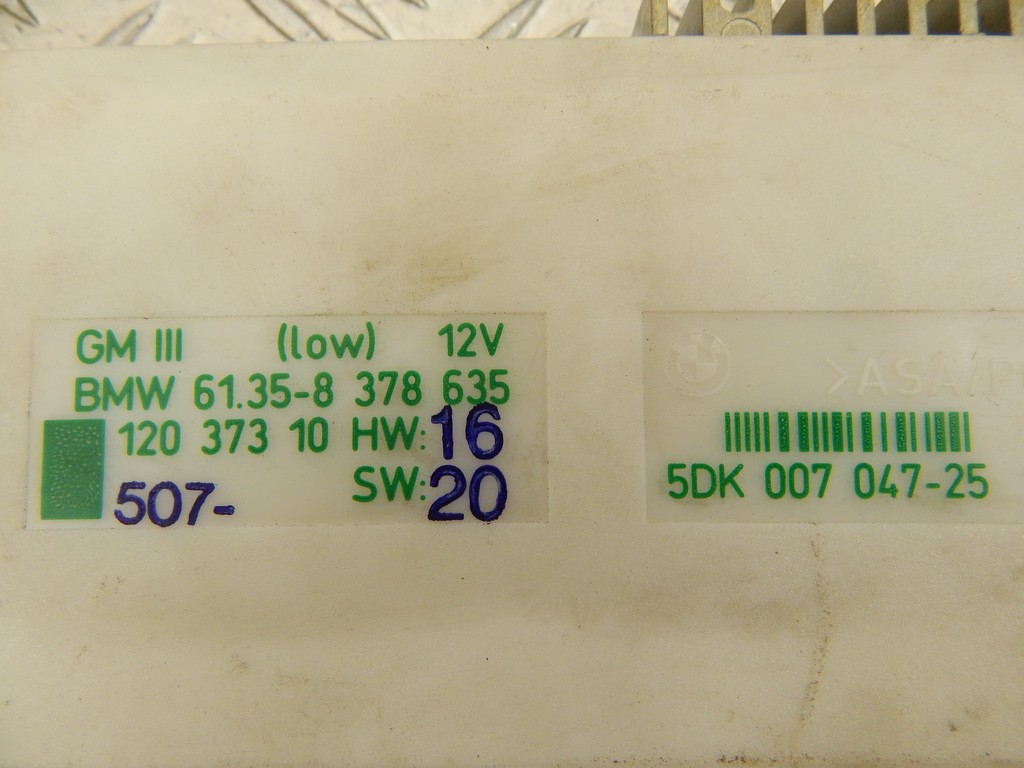 GM III (low) 12V
BMW 61.35-8 378 635
120 373 10 HW:16
SW:20
507-
>ASA/P
5DK 007 047-25